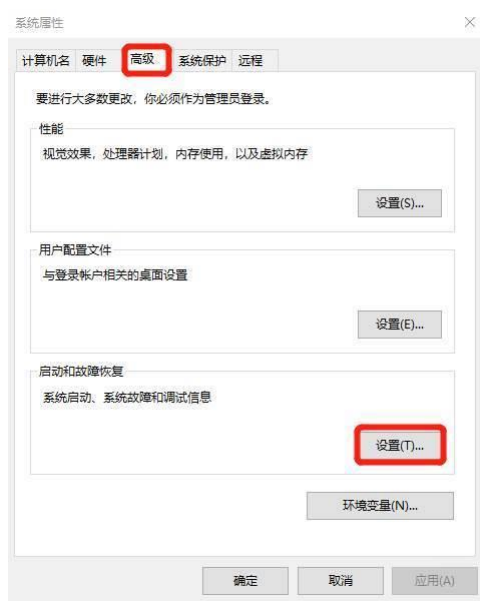 系统属性
计算机名 硬件 高级 系统保护 远程
要进行大多数更改，你必须作为管理员登录。
性能
视觉效果，处理器计划，内存使用，以及虚拟内存
设置(S)...
用户配置文件
与登录帐户相关的桌面设置
设置(E)...
启动和故障恢复
系统启动、系统故障和调试信息
设置(T)...
环境变量(N)...
确定 取消 应用(A)